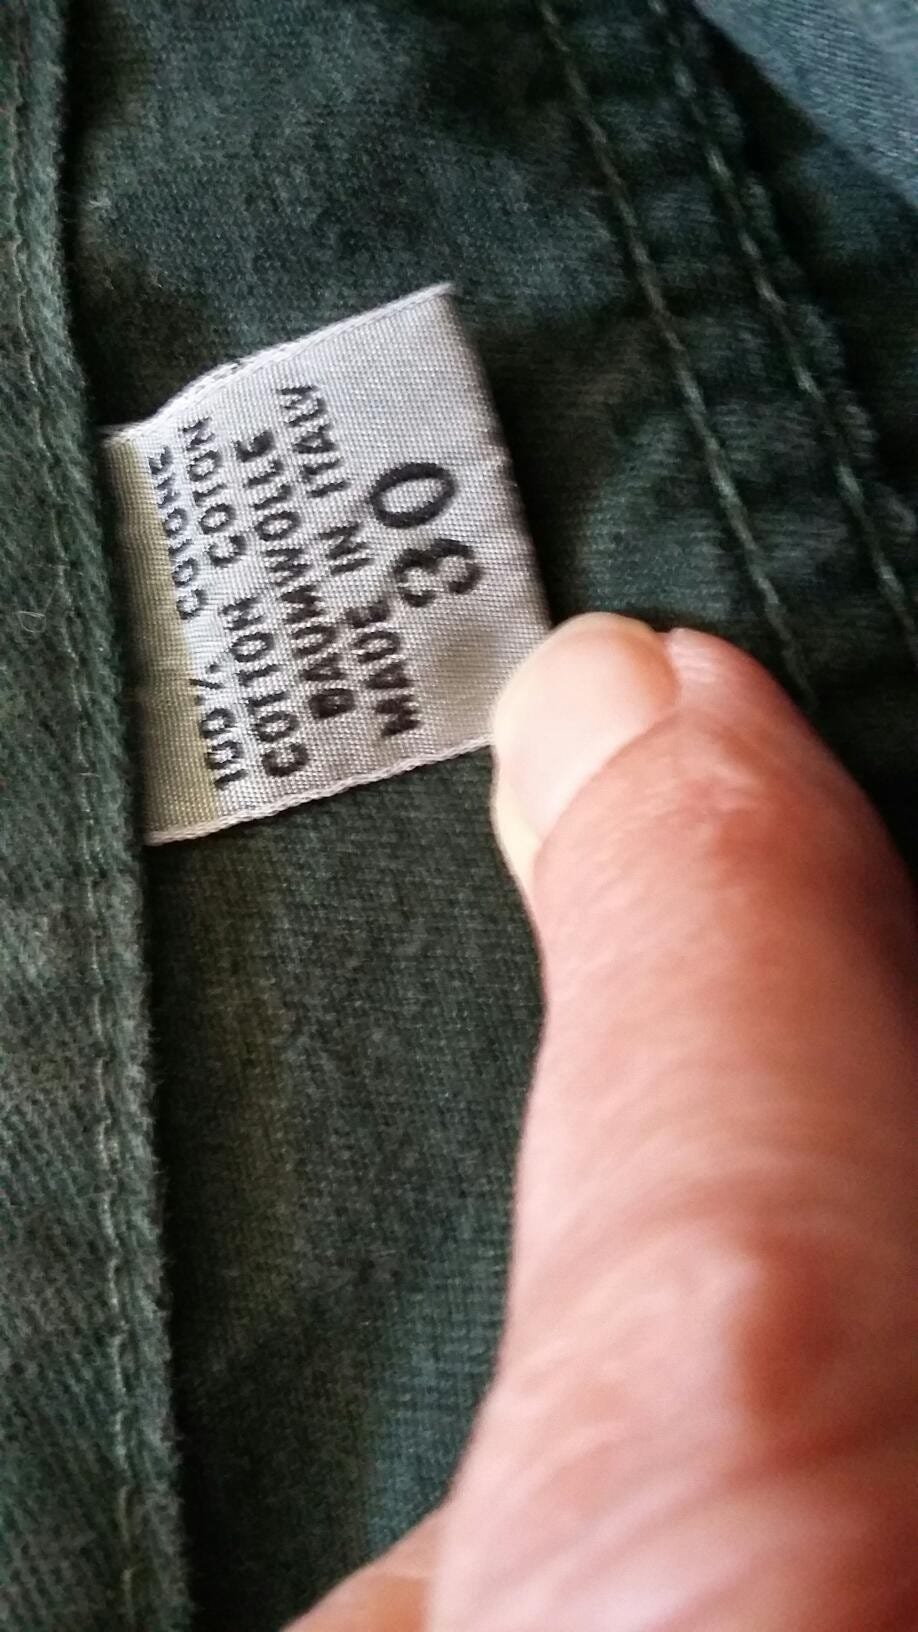 100% COTONE
COTTON COTON
BAUMWOLLE
MADE IN ITALY
30